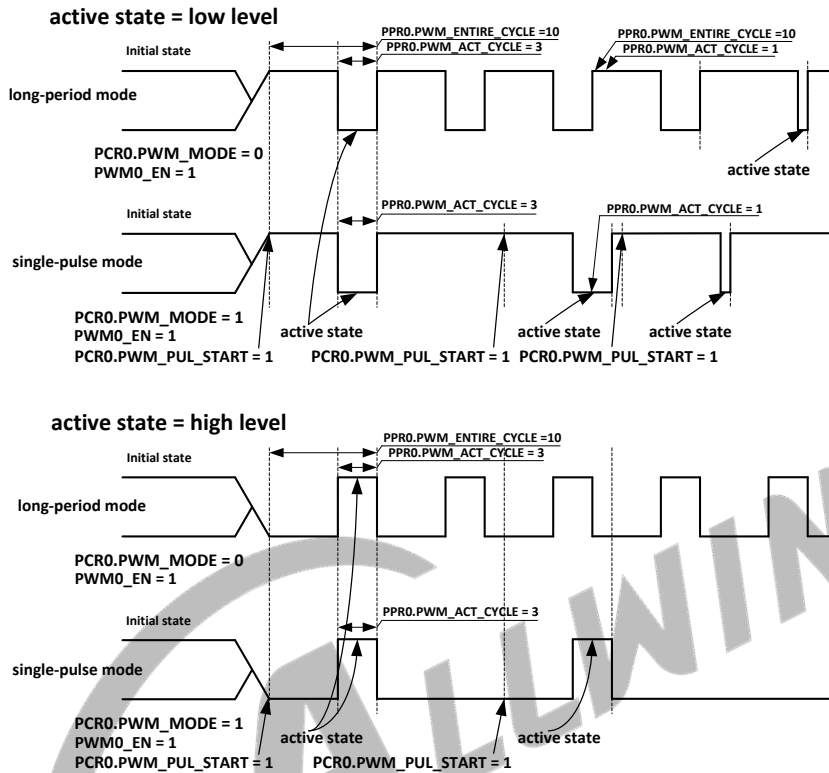 active state = low level
PPR0.PWM_ENTIRE_CYCLE =10
PPR0.PWM_ACT_CYCLE = 3
PPR0.PWM_ENTIRE_CYCLE=10
PPR0.PWM_ACT_CYCLE = 1
Initial state
long-period mode
PCR0.PWM_MODE = 0
PWM0_EN = 1
active state
Initial state
PPR0.PWM_ACT_CYCLE = 3
PPR0.PWM_ACT_CYCLE = 1
single-pulse mode
PCR0.PWM_MODE = 1
PWM0_EN = 1
PCR0.PWM_PUL_START = 1
active state
active state
active state
PCR0.PWM_PUL_START = 1
PCR0.PWM_PUL_START = 1
active state = high level
PPR0.PWM_ENTIRE_CYCLE =10
PPR0.PWM_ACT_CYCLE = 3
Initial state
long-period mode
PCR0.PWM_MODE = 0
PWM0_EN = 1
Initial state
PPR0.PWM_ACT_CYCLE = 3
single-pulse mode
PCR0.PWM_MODE = 1
PWM0_EN = 1
PCR0.PWM_PUL_START = 1
active state
active state
PCR0.PWM_PUL_START = 1
ALLWIN